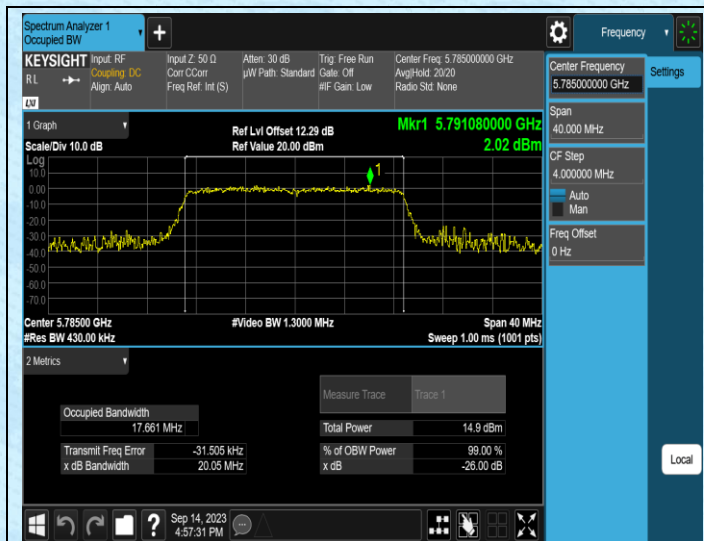 Spectrum Analyzer 1
Occupied BW
Frequency
KEYSIGHT
R L
LXI
Input: RF
Coupling: DC
Align: Auto
Input Z: 50 Ω
Corr CCorr
Freq Ref: Int (S)
Atten: 30 dB
µW Path: Standard
Trig: Free Run
Gate: Off
#IF Gain: Low
Center Freq: 5.785000000 GHz
Avg|Hold: 20/20
Radio Std: None
Center Frequency
5.785000000 GHz
Settings
Span
40.000 MHz
CF Step
4.000000 MHz
Auto
Man
Freq Offset
0 Hz
1 Graph
Scale/Div 10.0 dB
Ref Lvl Offset 12.29 dB
Ref Value 20.00 dBm
Mkr1 5.791080000 GHz
2.02 dBm
Log
10.0
0.00
-10.0
-20.0
-30.0
-40.0
-50.0
-60.0
-70.0
1
Center 5.78500 GHz
#Res BW 430.00 kHz
#Video BW 1.3000 MHz
Span 40 MHz
Sweep 1.00 ms (1001 pts)
2 Metrics
Measure Trace Trace 1
Occupied Bandwidth
17.661 MHz
Total Power 14.9 dBm
Transmit Freq Error -31.505 kHz
% of OBW Power 99.00 %
x dB Bandwidth 20.05 MHz
x dB -26.00 dB
Local
?
Sep 14, 2023
4:57:31 PM